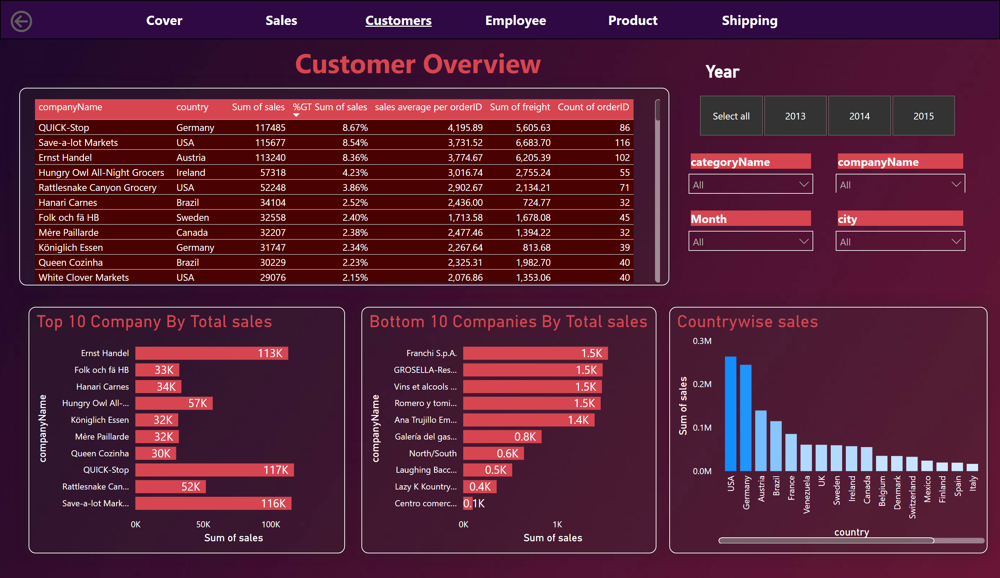 Cover Sales Customers Employee Product Shipping
Customer Overview
Year
Select all 2013 2014 2015
companyName country Sum of sales %GT Sum of sales sales average per orderID Sum of freight Count of orderID
QUICK-Stop Germany 117485 8.67% 4,195.89 5,605.63 86
Save-a-lot Markets USA 115677 8.54% 3,731.52 6,683.70 116
Ernst Handel Austria 113240 8.36% 3,774.67 6,205.39 102
Hungry Owl All-Night Grocers Ireland 57318 4.23% 3,016.74 2,755.24 55
Rattlesnake Canyon Grocery USA 52248 3.86% 2,902.67 2,134.21 71
Hanari Carnes Brazil 34104 2.52% 2,436.00 724.77 32
Folk och fä HB Sweden 32558 2.40% 1,713.58 1,678.08 45
Mère Paillarde Canada 32207 2.38% 2,477.46 1,394.22 32
Königlich Essen Germany 31747 2.34% 2,267.64 813.68 39
Queen Cozinha Brazil 30229 2.23% 2,325.31 1,982.70 40
White Clover Markets USA 29076 2.15% 2,076.86 1,353.06 40
categoryName companyName
All All
Month city
All All
Top 10 Company By Total sales
companyName
Ernst Handel 113K
Folk och fä HB 33K
Hanari Carnes 34K
Hungry Owl All-... 57K
Königlich Essen 32K
Mère Paillarde 32K
Queen Cozinha 30K
QUICK-Stop 117K
Rattlesnake Can... 52K
Save-a-lot Mark... 116K
0K 50K 100K
Sum of sales
Bottom 10 Companies By Total sales
companyName
Franchi S.p.A. 1.5K
GROSELLA-Res... 1.5K
Vins et alcools ... 1.5K
Romero y tomi... 1.5K
Ana Trujillo Em... 1.4K
Galería del gas... 0.8K
North/South 0.6K
Laughing Bacc... 0.5K
Lazy K Kountry... 0.4K
Centro comerc... 0.1K
0K 1K
Sum of sales
Countrywise sales
Sum of sales
0.3M
0.2M
0.1M
0.0M
USA Germany Austria Brazil France Venezuela UK Sweden Ireland Canada Belgium Denmark Switzerland Mexico Finland Spain Italy
country